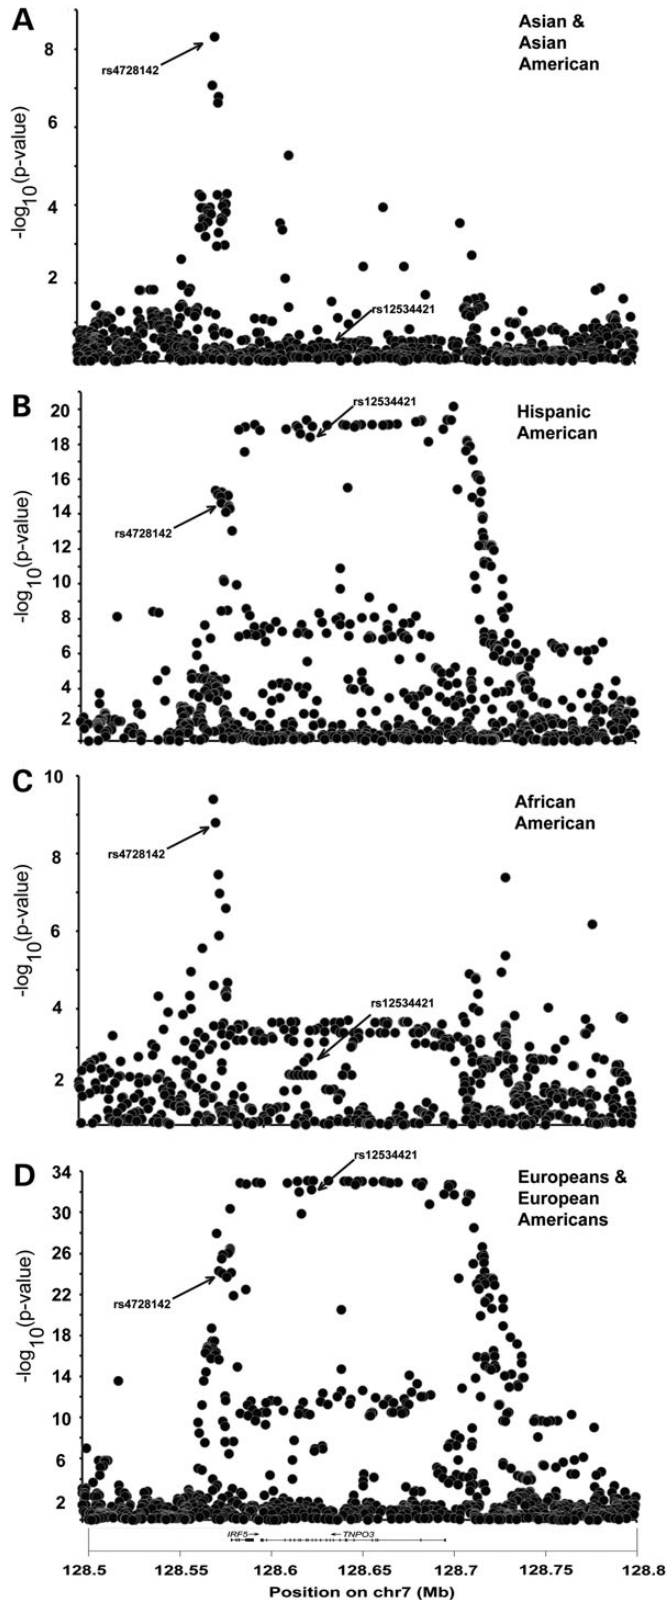 A
Asian &
Asian
American
rs4728142
rs12534421
-log10(p-value)
8
6
4
2
B
Hispanic
American
rs12534421
rs4728142
-log10(p-value)
20
18
16
14
12
10
8
6
4
2
C
African
American
rs4728142
rs12534421
-log10(p-value)
10
8
6
4
2
D
Europeans &
European
Americans
rs12534421
rs4728142
-log10(p-value)
34
30
26
22
18
14
10
6
2
IRF5→ ←TNPO3
128.5 128.55 128.6 128.65 128.7 128.75 128.8
Position on chr7 (Mb)